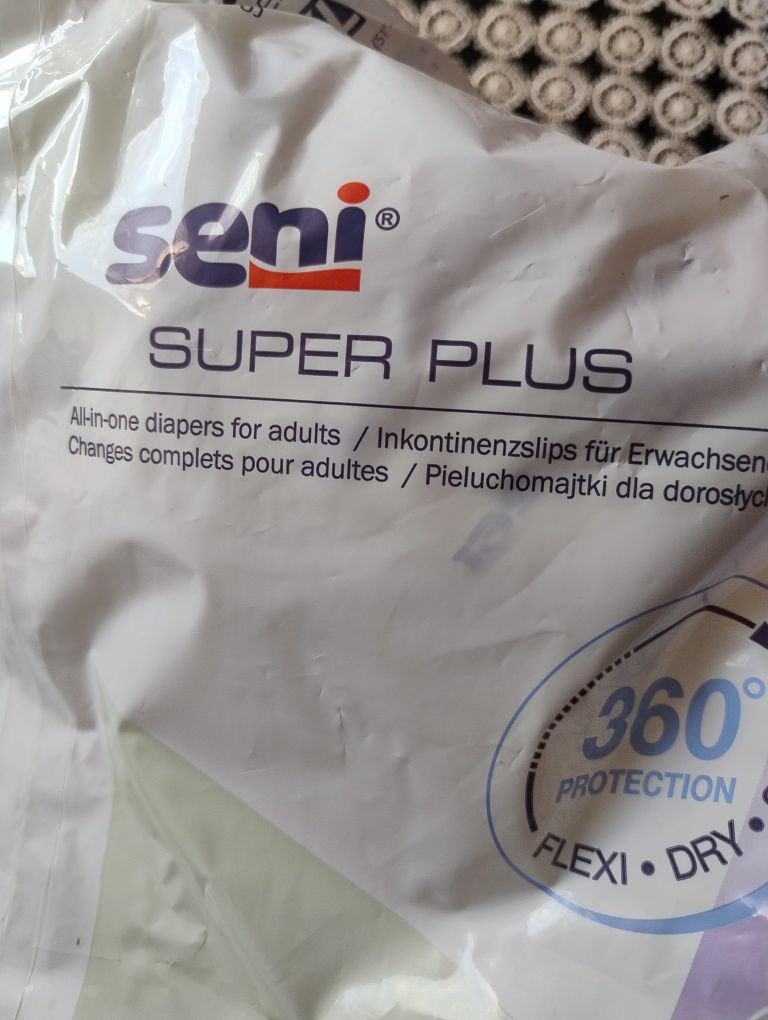 seni®
SUPER PLUS
All-in-one diapers for adults / Inkontinenzslips für Erwachsen
Changes complets pour adultes / Pieluchomajtki dla dorosłyc
360°
PROTECTION
FLEXI • DRY •